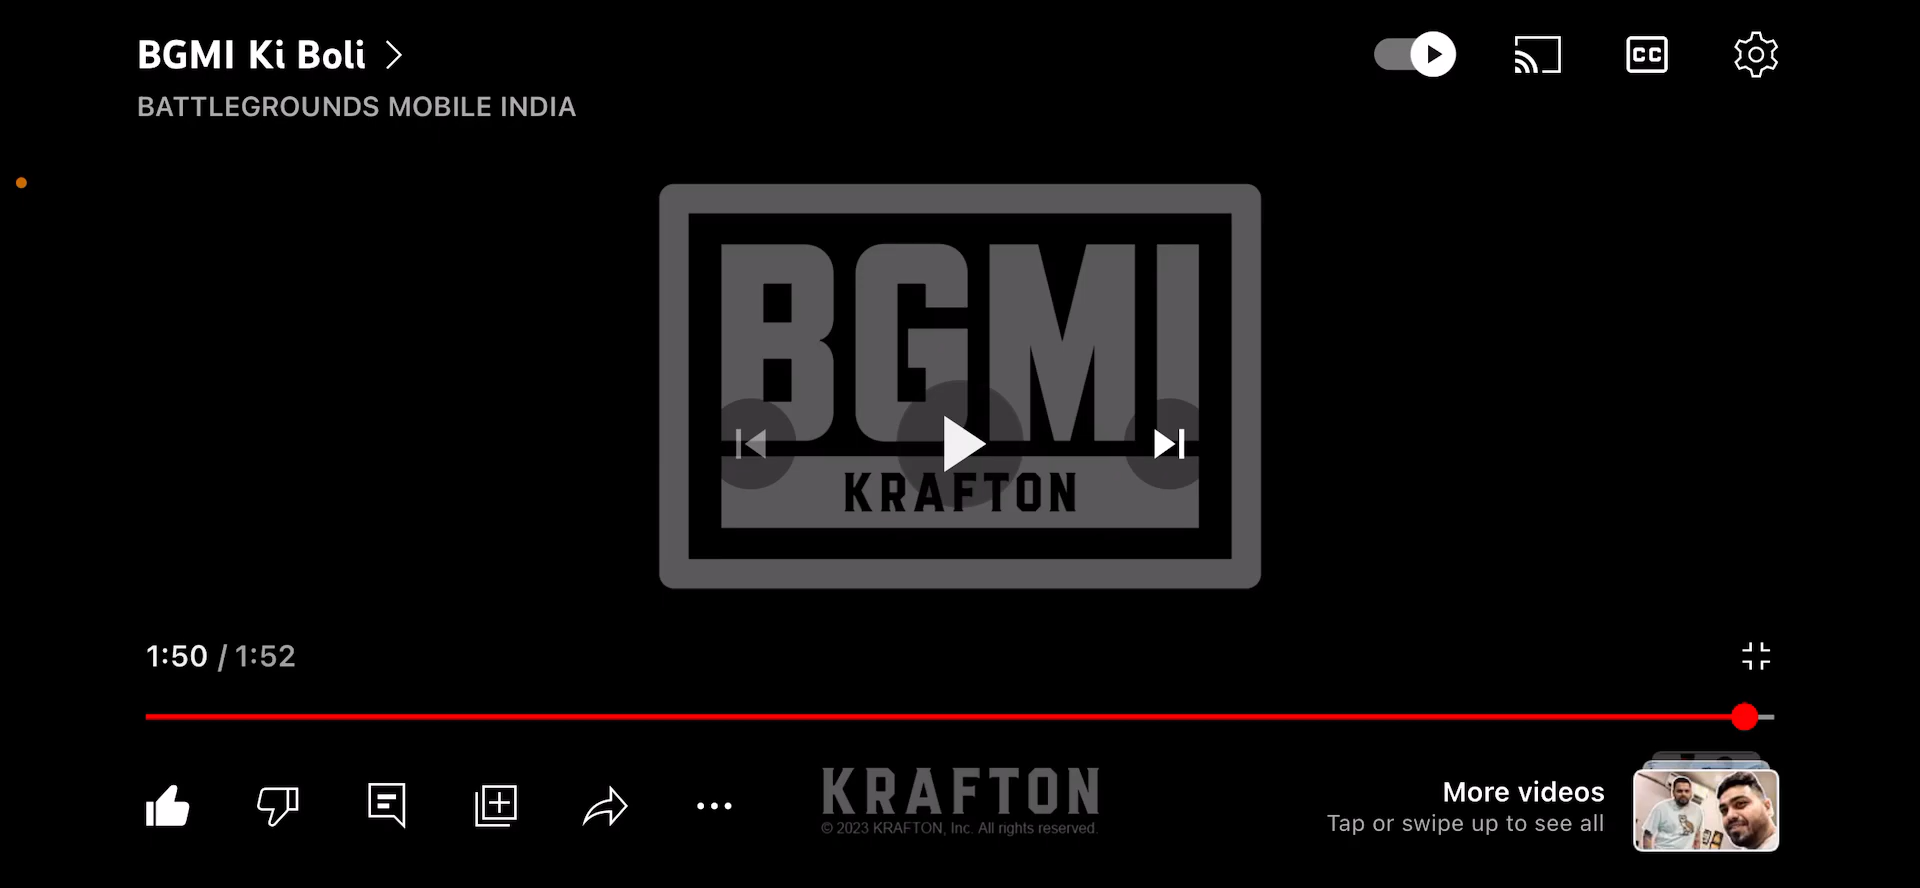 BGMI Ki Boli
BATTLEGROUNDS MOBILE INDIA
CC
BGMI
KRAFTON
1:50 / 1:52
KRAFTON
© 2023 KRAFTON, Inc. All rights reserved.
More videos
Tap or swipe up to see all